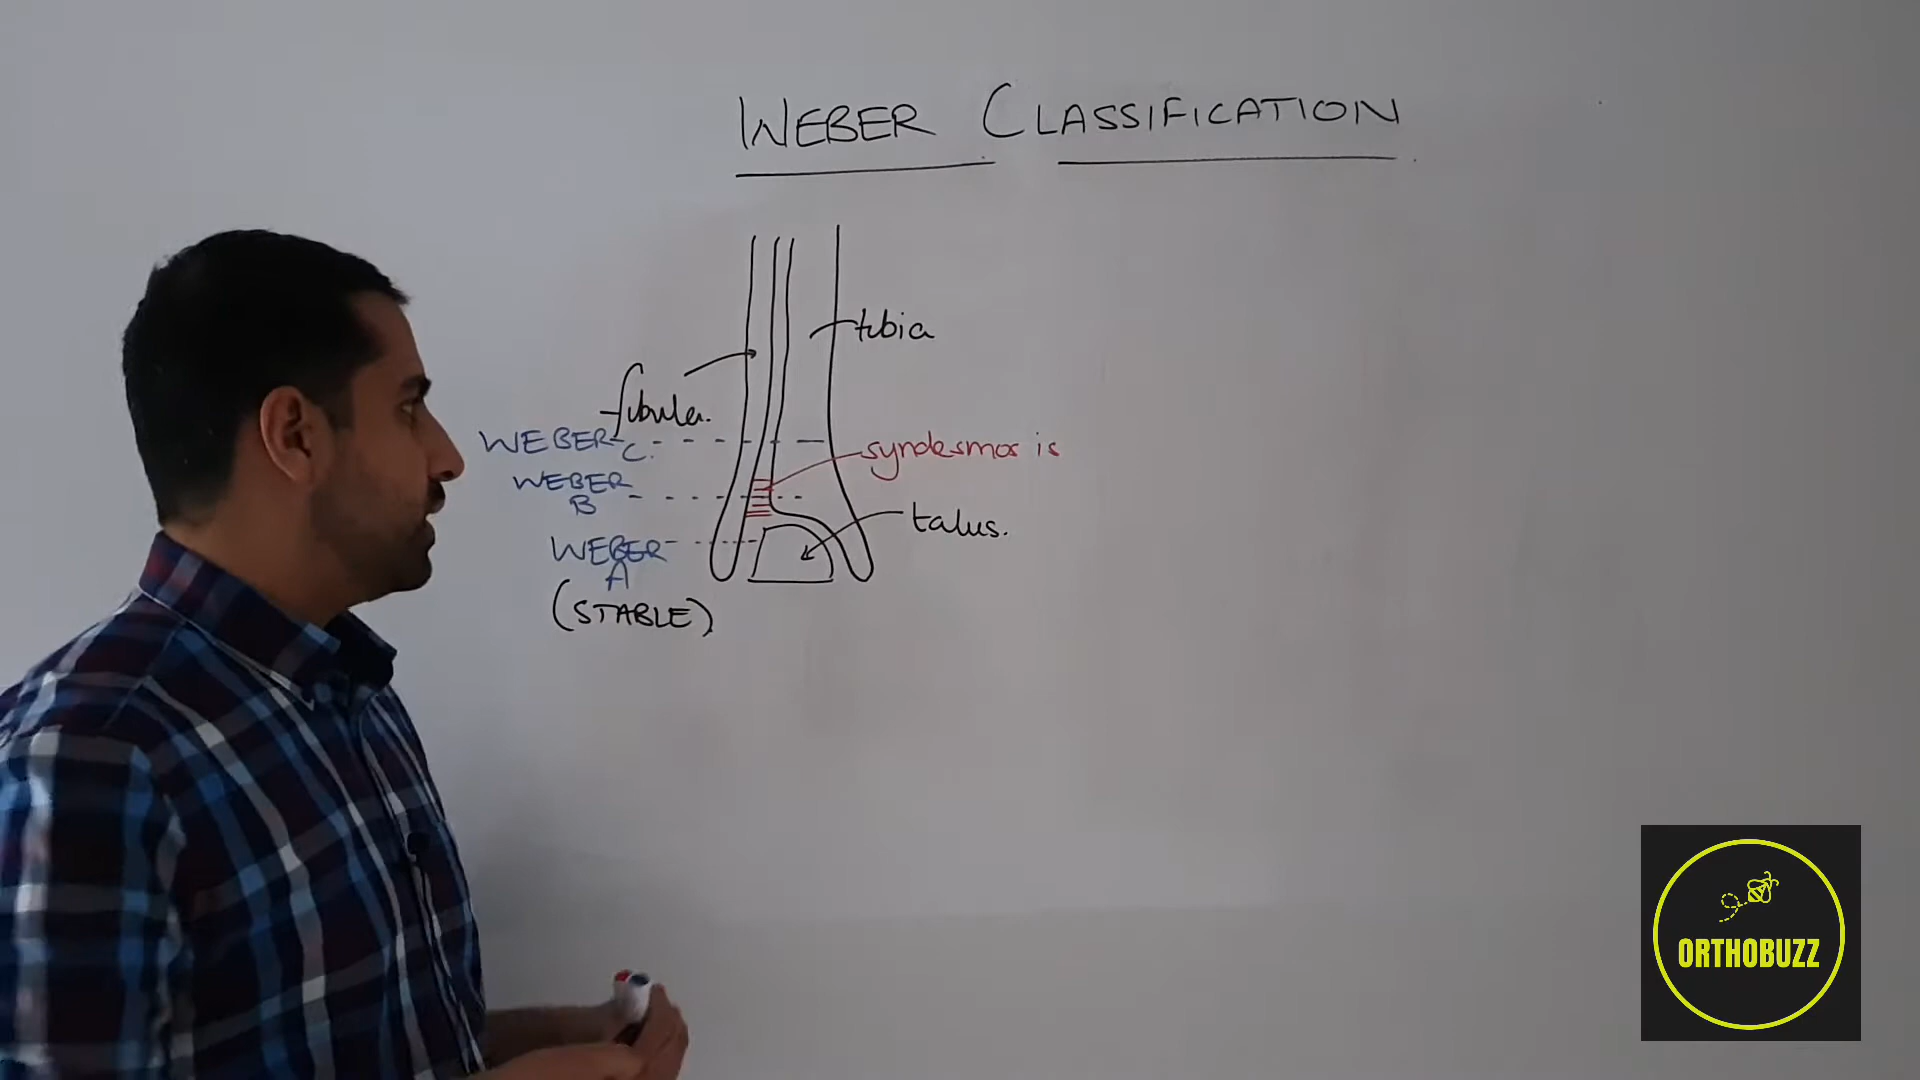 WEBER CLASSIFICATION
tibia
fibula.
WEBER C.
syndesmosis
WEBER B
talus.
WEBER A
(STABLE)
ORTHOBUZZ